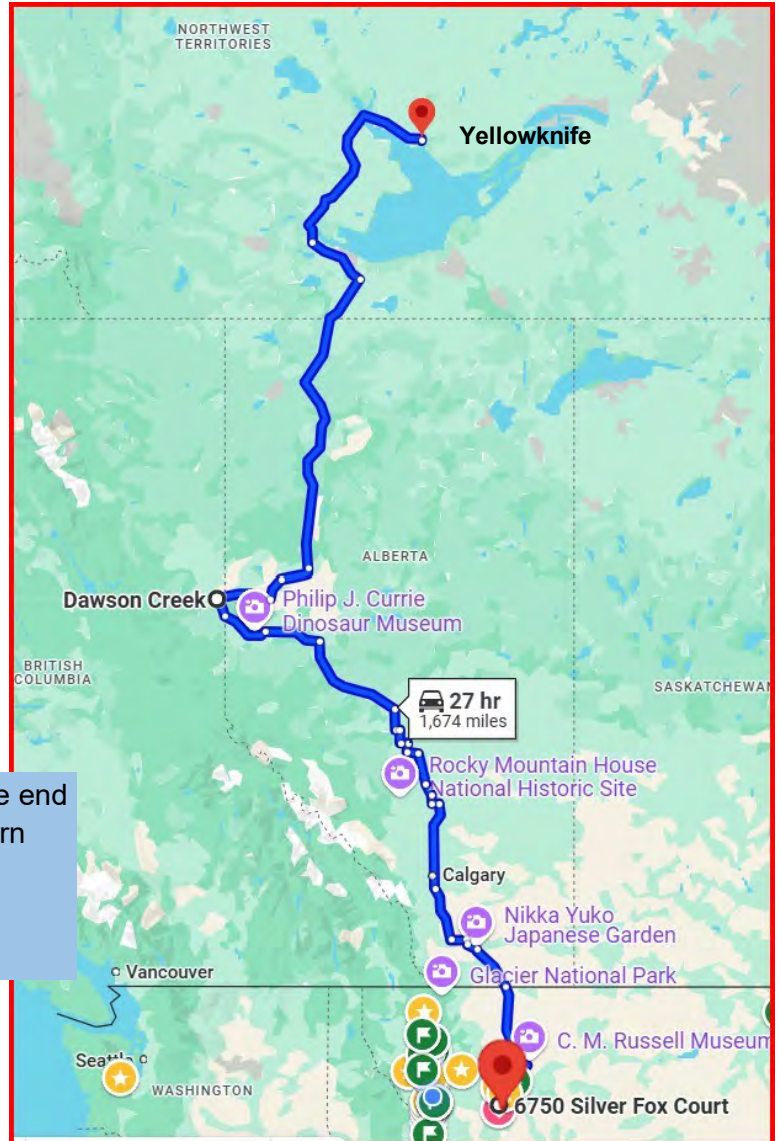 NORTHWEST
TERRITORIES
Yellowknife
ALBERTA
Dawson Creek
Philip J. Currie
Dinosaur Museum
BRITISH
COLUMBIA
SASKATCHEWAN
27 hr
1,674 miles
Rocky Mountain House
National Historic Site
e end
rn
Calgary
Nikka Yuko
Japanese Garden
Vancouver
Glacier National Park
C. M. Russell Museum
Seattle
WASHINGTON
6750 Silver Fox Court